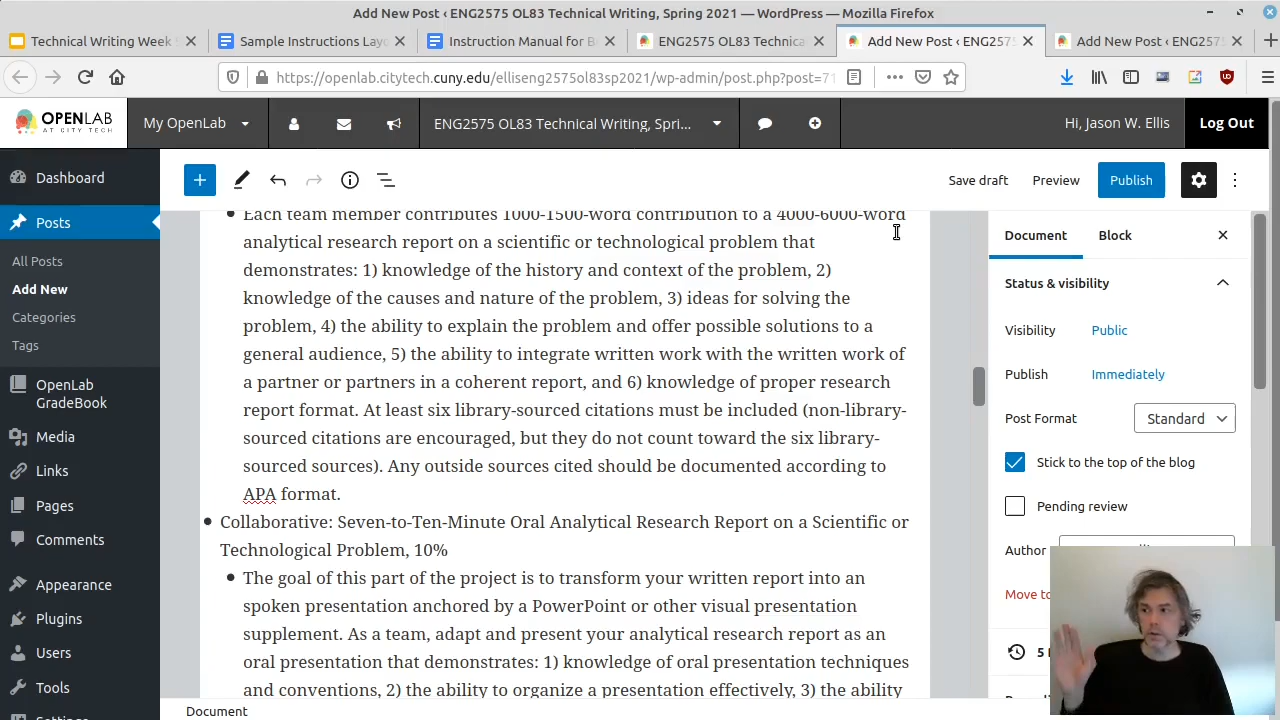 Add New Post ‹ ENG2575 OL83 Technical Writing, Spring 2021 — WordPress — Mozilla Firefox
Technical Writing Week
Sample Instructions Layo
Instruction Manual for B
ENG2575 OL83 Technica
Add New Post ‹ ENG257
Add New Post ‹ ENG257
https://openlab.citytech.cuny.edu/elliseng2575ol83sp2021/wp-admin/post.php?post=71
OPENLAB
AT CITY TECH
My OpenLab
ENG2575 OL83 Technical Writing, Spri...
Hi, Jason W. Ellis
Log Out
Dashboard
Posts
All Posts
Add New
Categories
Tags
OpenLab
GradeBook
Media
Links
Pages
Comments
Appearance
Plugins
Users
Tools
Settings
Save draft
Preview
Publish
Each team member contributes 1000-1500-word contribution to a 4000-6000-word
analytical research report on a scientific or technological problem that
demonstrates: 1) knowledge of the history and context of the problem, 2)
knowledge of the causes and nature of the problem, 3) ideas for solving the
problem, 4) the ability to explain the problem and offer possible solutions to a
general audience, 5) the ability to integrate written work with the written work of
a partner or partners in a coherent report, and 6) knowledge of proper research
report format. At least six library-sourced citations must be included (non-library-
sourced citations are encouraged, but they do not count toward the six library-
sourced sources). Any outside sources cited should be documented according to
APA format.
Collaborative: Seven-to-Ten-Minute Oral Analytical Research Report on a Scientific or
Technological Problem, 10%
The goal of this part of the project is to transform your written report into an
spoken presentation anchored by a PowerPoint or other visual presentation
supplement. As a team, adapt and present your analytical research report as an
oral presentation that demonstrates: 1) knowledge of oral presentation techniques
and conventions, 2) the ability to organize a presentation effectively, 3) the ability
Document
Document
Block
Status & visibility
Visibility
Public
Publish
Immediately
Post Format
Standard
Stick to the top of the blog
Pending review
Author
Move to
5